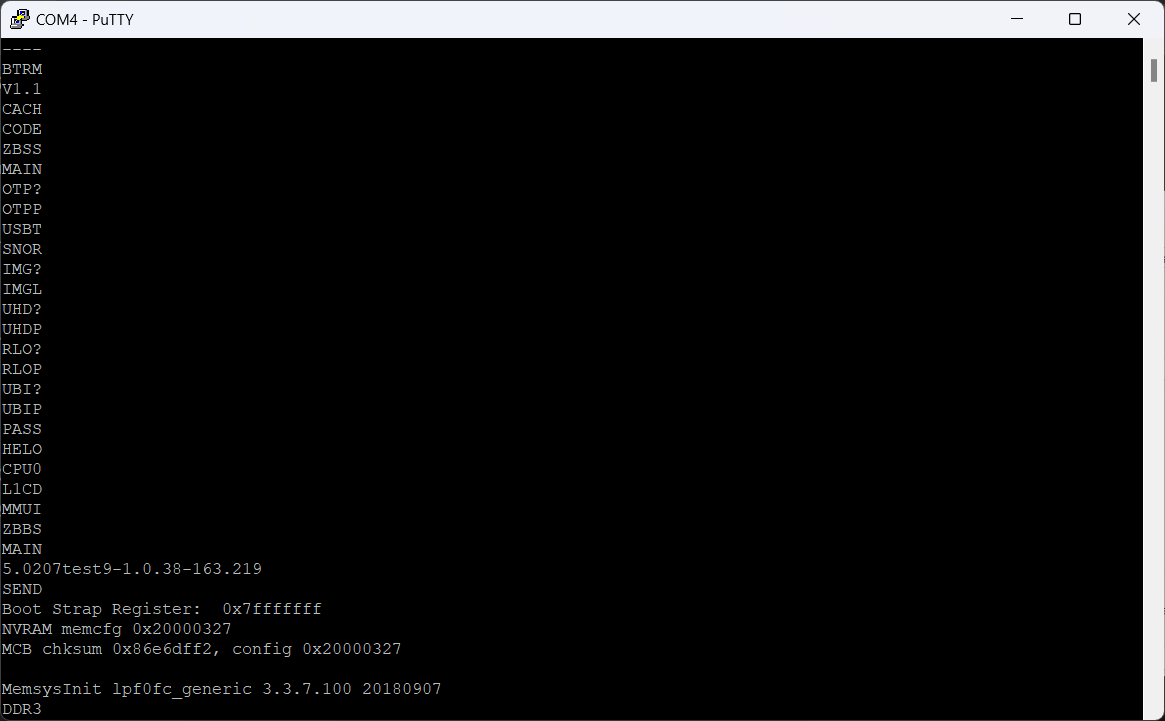 COM4 - PuTTY
----
BTRM
V1.1
CACH
CODE
ZBSS
MAIN
OTP?
OTPP
USBT
SNOR
IMG?
IMGL
UHD?
UHDP
RLO?
RLOP
UBI?
UBIP
PASS
HELO
CPU0
L1CD
MMUI
ZBBS
MAIN
5.0207test9-1.0.38-163.219
SEND
Boot Strap Register:  0x7fffffff
NVRAM memcfg 0x20000327
MCB chksum 0x86e6dff2, config 0x20000327
MemsysInit lpf0fc_generic 3.3.7.100 20180907
DDR3